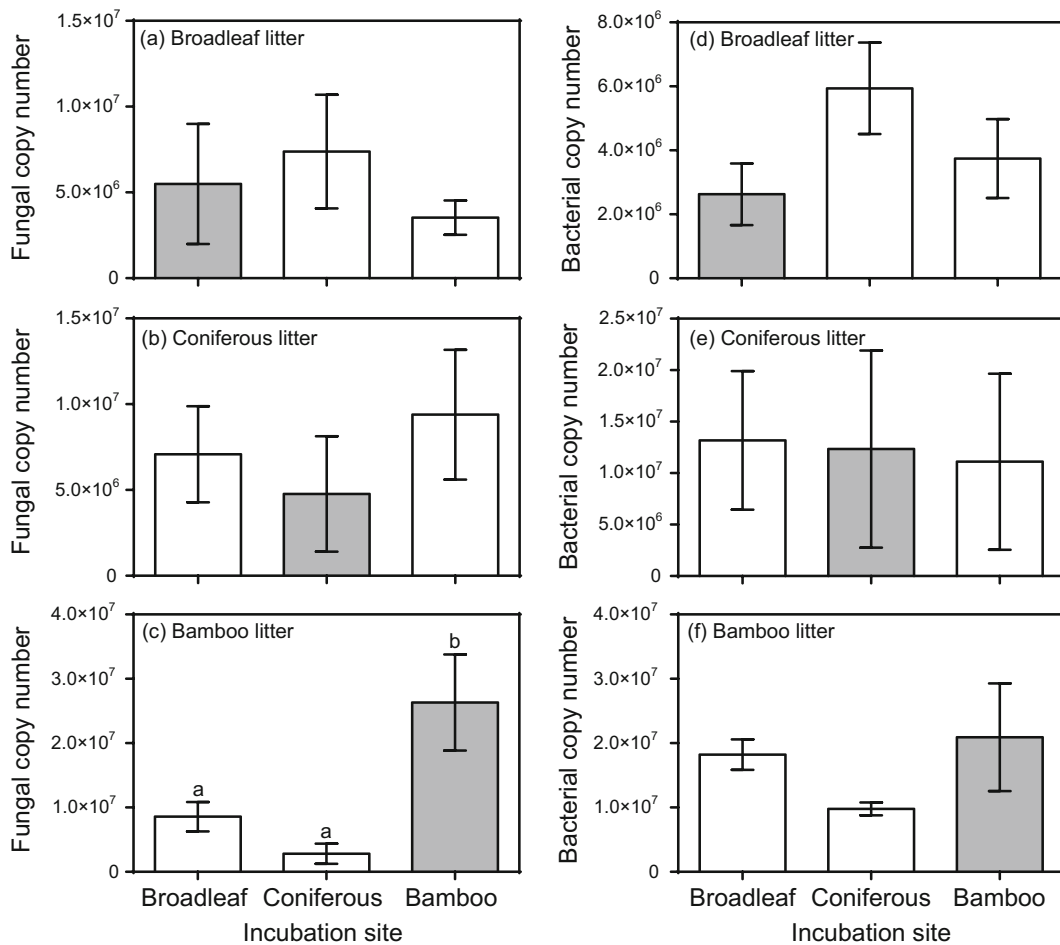 (a) Broadleaf litter
Fungal copy number
1.5×10⁷
1.0×10⁷
5.0×10⁶
0
(d) Broadleaf litter
Bacterial copy number
8.0×10⁶
6.0×10⁶
4.0×10⁶
2.0×10⁶
0
(b) Coniferous litter
Fungal copy number
1.5×10⁷
1.0×10⁷
5.0×10⁶
0
(e) Coniferous litter
Bacterial copy number
2.5×10⁷
2.0×10⁷
1.5×10⁷
1.0×10⁷
5.0×10⁶
0
(c) Bamboo litter
Fungal copy number
4.0×10⁷
3.0×10⁷
2.0×10⁷
1.0×10⁷
0
a
a
b
Broadleaf Coniferous Bamboo
Incubation site
(f) Bamboo litter
Bacterial copy number
4.0×10⁷
3.0×10⁷
2.0×10⁷
1.0×10⁷
0
Broadleaf Coniferous Bamboo
Incubation site